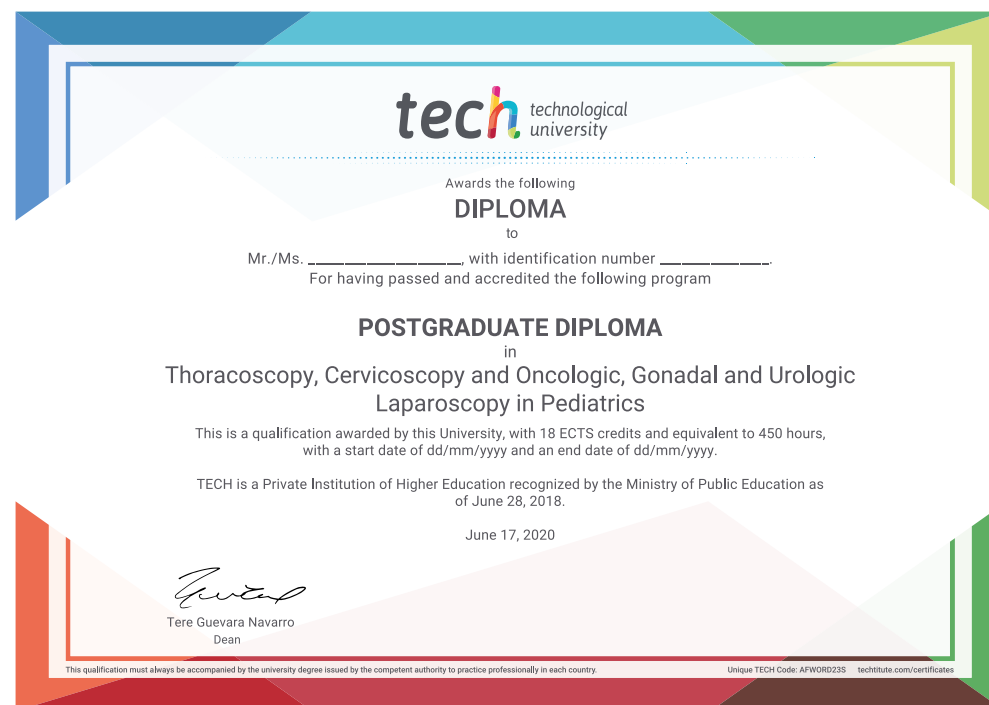 tech technological
university
Awards the following
DIPLOMA
to
Mr./Ms. ____________________, with identification number ______________.
For having passed and accredited the following program
POSTGRADUATE DIPLOMA
in
Thoracoscopy, Cervicoscopy and Oncologic, Gonadal and Urologic
Laparoscopy in Pediatrics
This is a qualification awarded by this University, with 18 ECTS credits and equivalent to 450 hours,
with a start date of dd/mm/yyyy and an end date of dd/mm/yyyy.
TECH is a Private Institution of Higher Education recognized by the Ministry of Public Education as
of June 28, 2018.
June 17, 2020
Tere Guevara Navarro
Dean
This qualification must always be accompanied by the university degree issued by the competent authority to practice professionally in each country.
Unique TECH Code: AFWORD23S techtitute.com/certificates